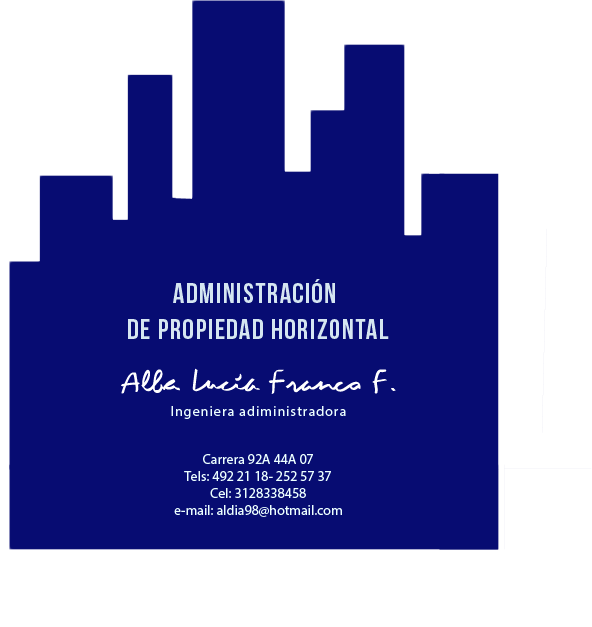 ADMINISTRACIÓN
DE PROPIEDAD HORIZONTAL
Alba Lucía Franco F.
Ingeniera adiministradora
Carrera 92A 44A 07
Tels: 492 21 18- 252 57 37
Cel: 3128338458
e-mail: aldia98@hotmail.com